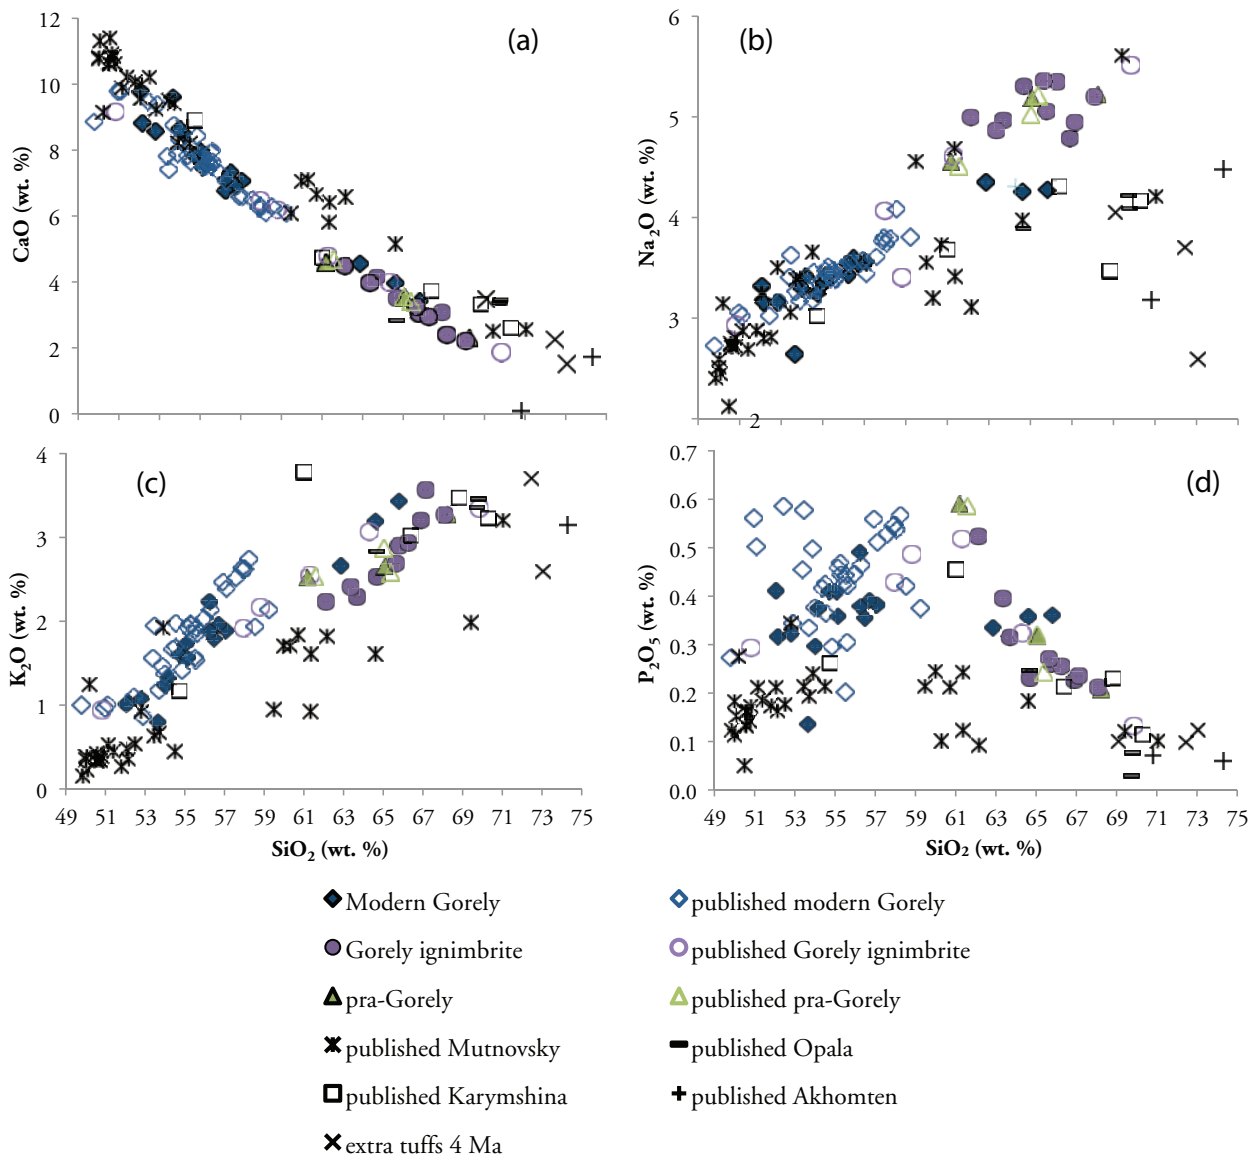 (a)
CaO (wt. %)
12
10
8
6
4
2
0
(b)
Na2O (wt. %)
6
5
4
3
2
(c)
K2O (wt. %)
4
3
2
1
0
49 51 53 55 57 59 61 63 65 67 69 71 73 75
SiO2 (wt. %)
(d)
P2O5 (wt. %)
0.7
0.6
0.5
0.4
0.3
0.2
0.1
0.0
49 51 53 55 57 59 61 63 65 67 69 71 73 75
SiO2 (wt. %)
Modern Gorely
published modern Gorely
Gorely ignimbrite
published Gorely ignimbrite
pra-Gorely
published pra-Gorely
published Mutnovsky
published Opala
published Karymshina
published Akhomten
extra tuffs 4 Ma